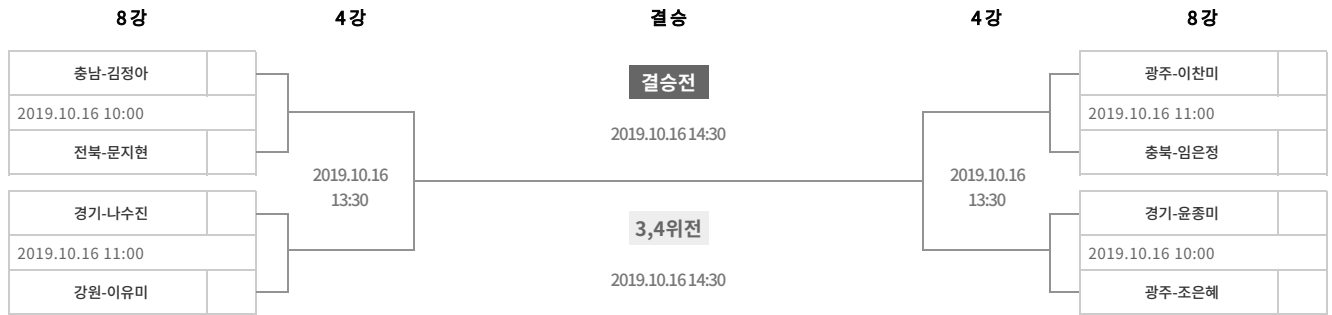 8강
4강
결승
4강
8강
충남-김정아
2019.10.16 10:00
전북-문지현
경기-나수진
2019.10.16 11:00
강원-이유미
2019.10.16
13:30
결승전
2019.10.16 14:30
3,4위전
2019.10.16 14:30
2019.10.16
13:30
광주-이찬미
2019.10.16 11:00
충북-임은정
경기-윤종미
2019.10.16 10:00
광주-조은혜